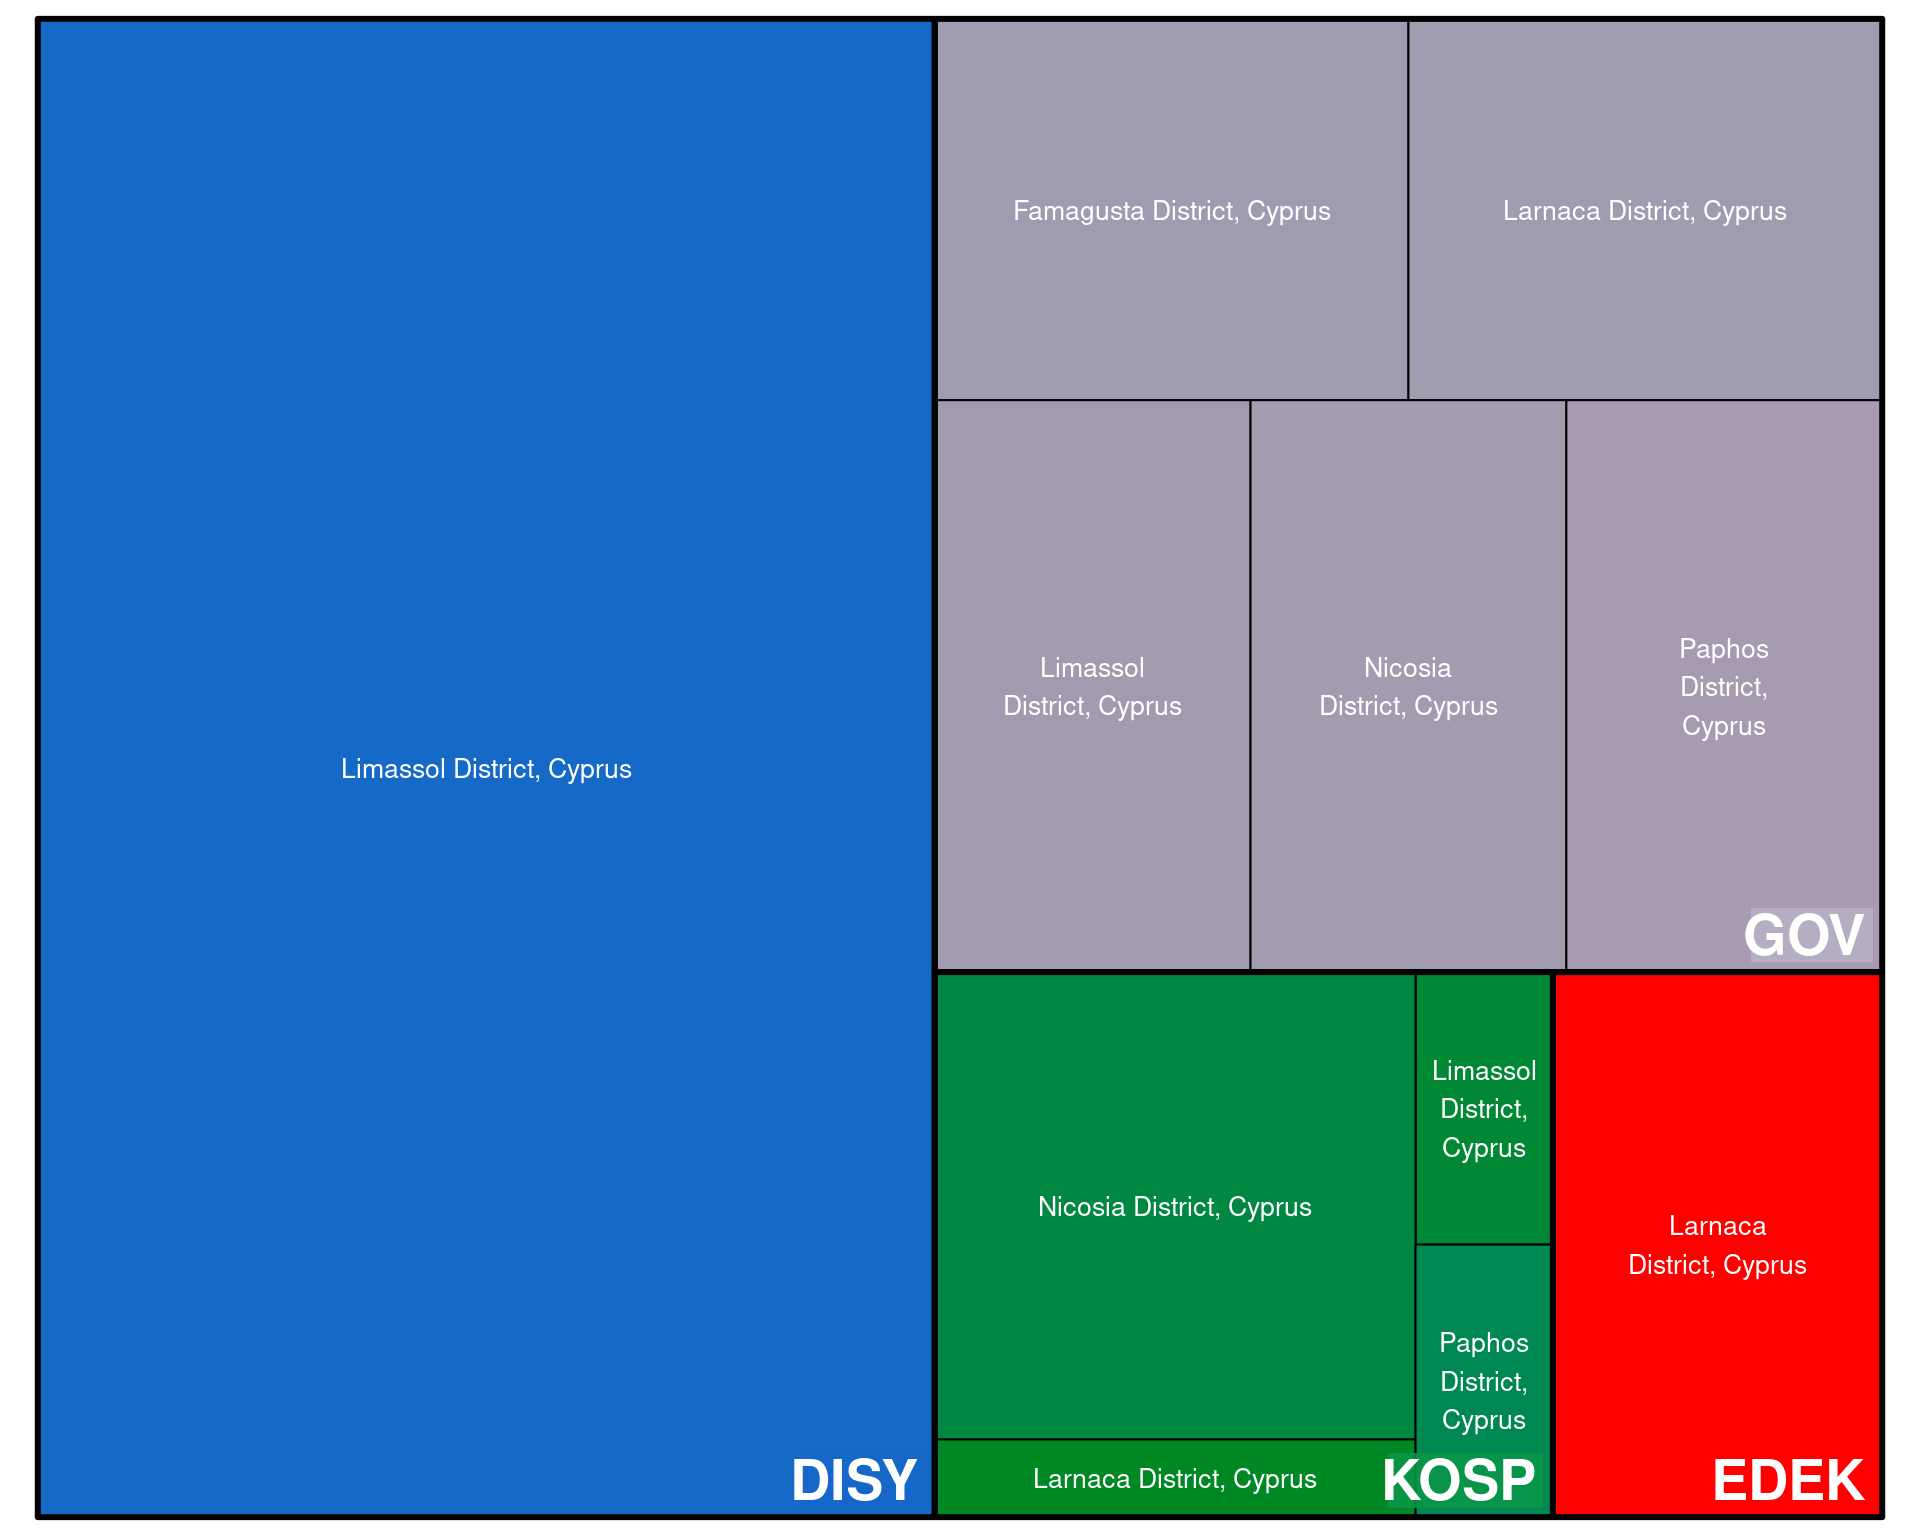 Limassol District, Cyprus
DISY
Famagusta District, Cyprus
Larnaca District, Cyprus
Limassol
District, Cyprus
Nicosia
District, Cyprus
Paphos
District,
Cyprus
GOV
Nicosia District, Cyprus
Larnaca District, Cyprus
Limassol
District,
Cyprus
Paphos
District,
Cyprus
KOSP
Larnaca
District, Cyprus
EDEK